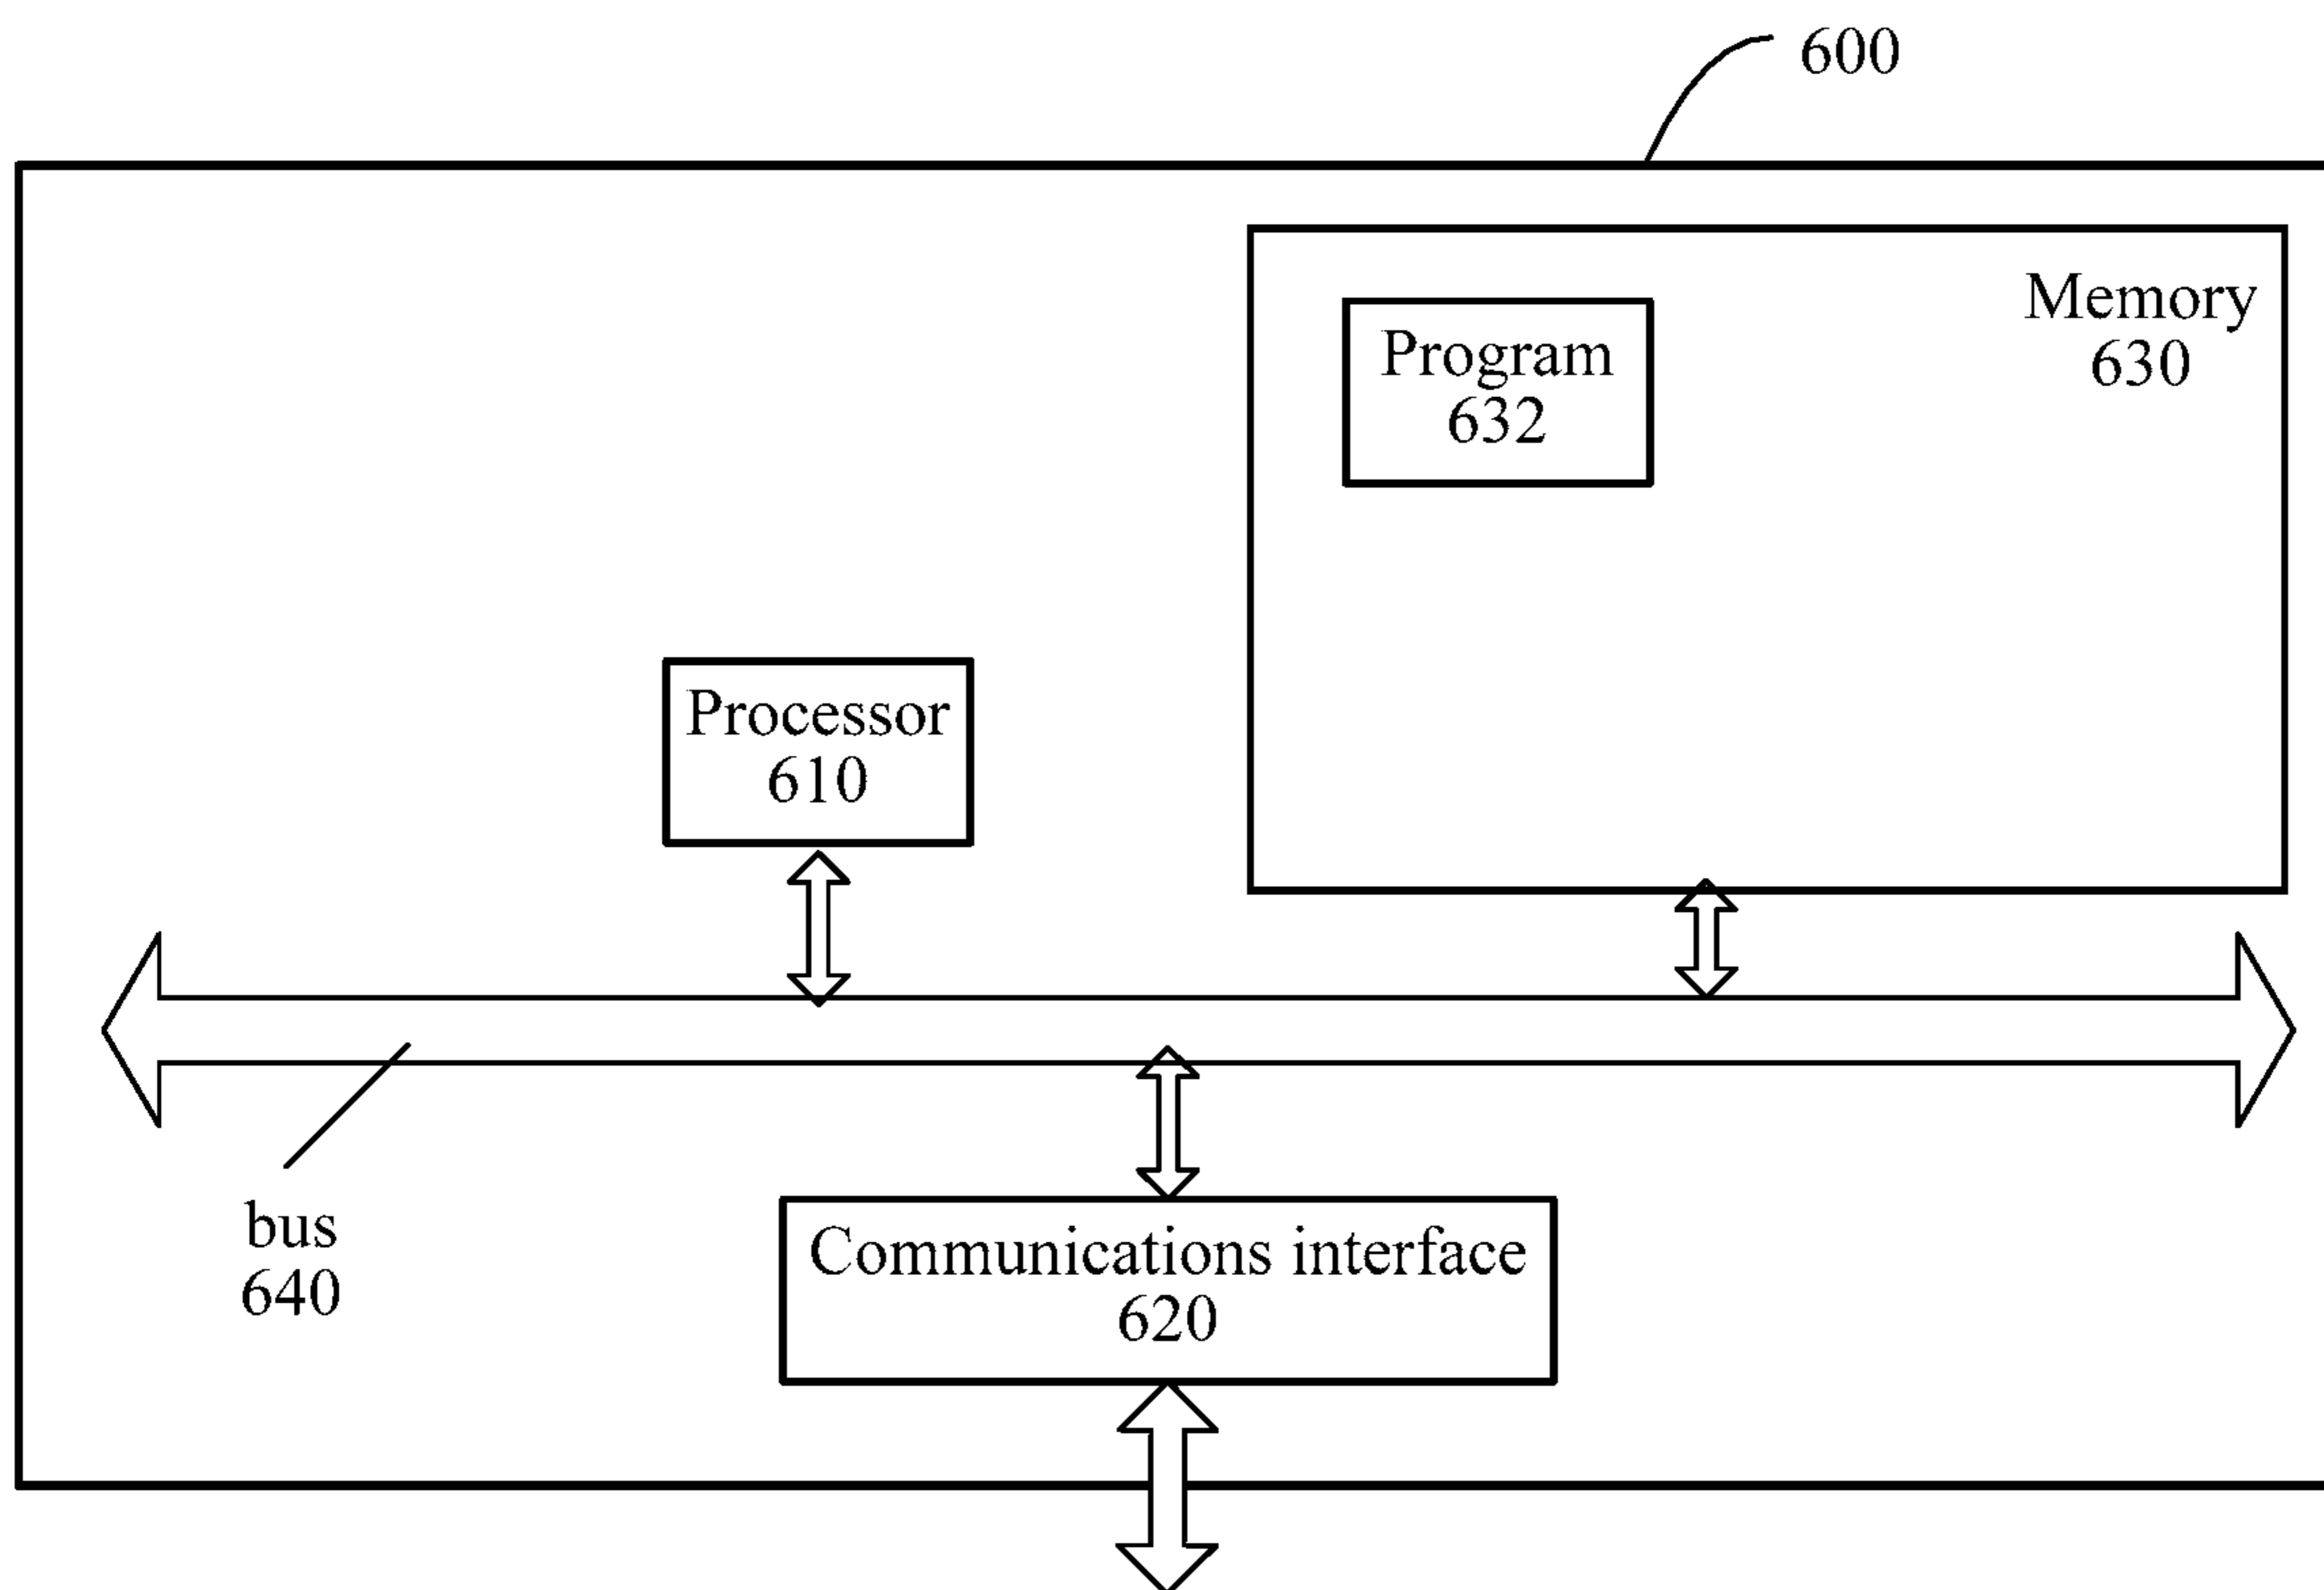 600
Memory
630
Program
632
Processor
610
bus
640
Communications interface
620